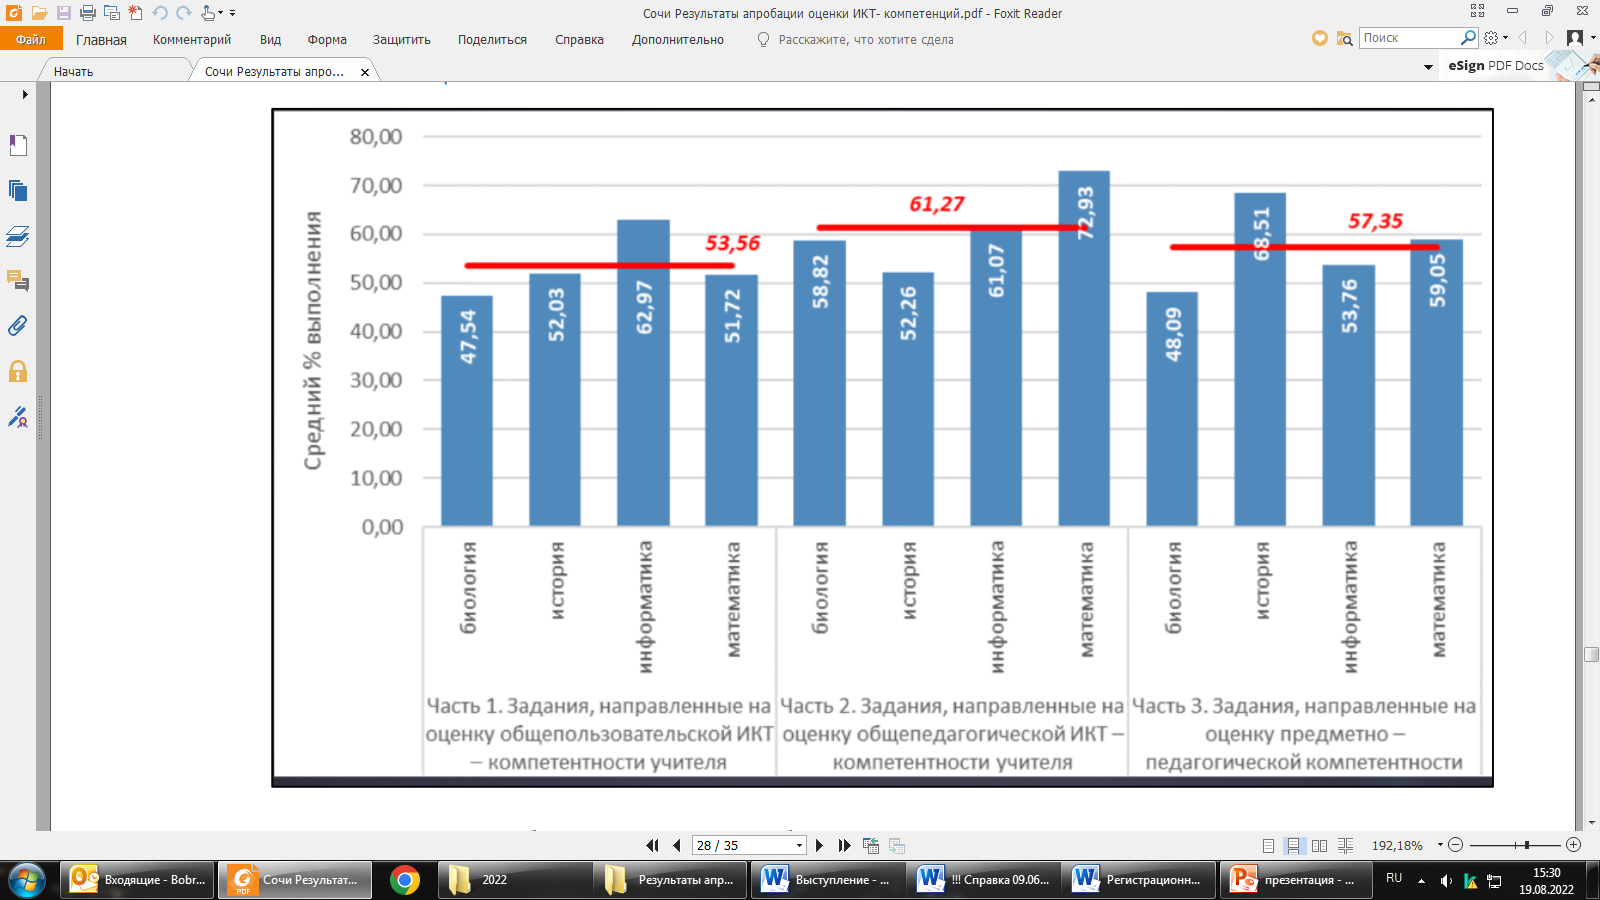 Сочи Результаты апробации оценки ИКТ- компетенций.pdf - Foxit Reader
Файл Главная Комментарий Вид Форма Защитить Поделиться Справка Дополнительно Расскажите, что хотите сдела Поиск
Начать Сочи Результаты апро... eSign PDF Docs
80,00
70,00
60,00
50,00
40,00
30,00
20,00
10,00
0,00
Средний % выполнения
53,56
61,27
57,35
47,54
52,03
62,97
51,72
58,82
52,26
61,07
72,93
48,09
68,51
53,76
59,05
биология
история
информатика
математика
биология
история
информатика
математика
биология
история
информатика
математика
Часть 1. Задания, направленные на
оценку общепользовательской ИКТ
– компетентности учителя
Часть 2. Задания, направленные на
оценку общепедагогической ИКТ –
компетентности учителя
Часть 3. Задания, направленные на
оценку предметно –
педагогической компетентности
28 / 35 192,18%
Входящие - Bobr... Сочи Результат... 2022 Результаты апр... Выступление - ... !!! Справка 09.06... Регистрационн... презентация - ... RU 15:30
PDF 19.08.2022